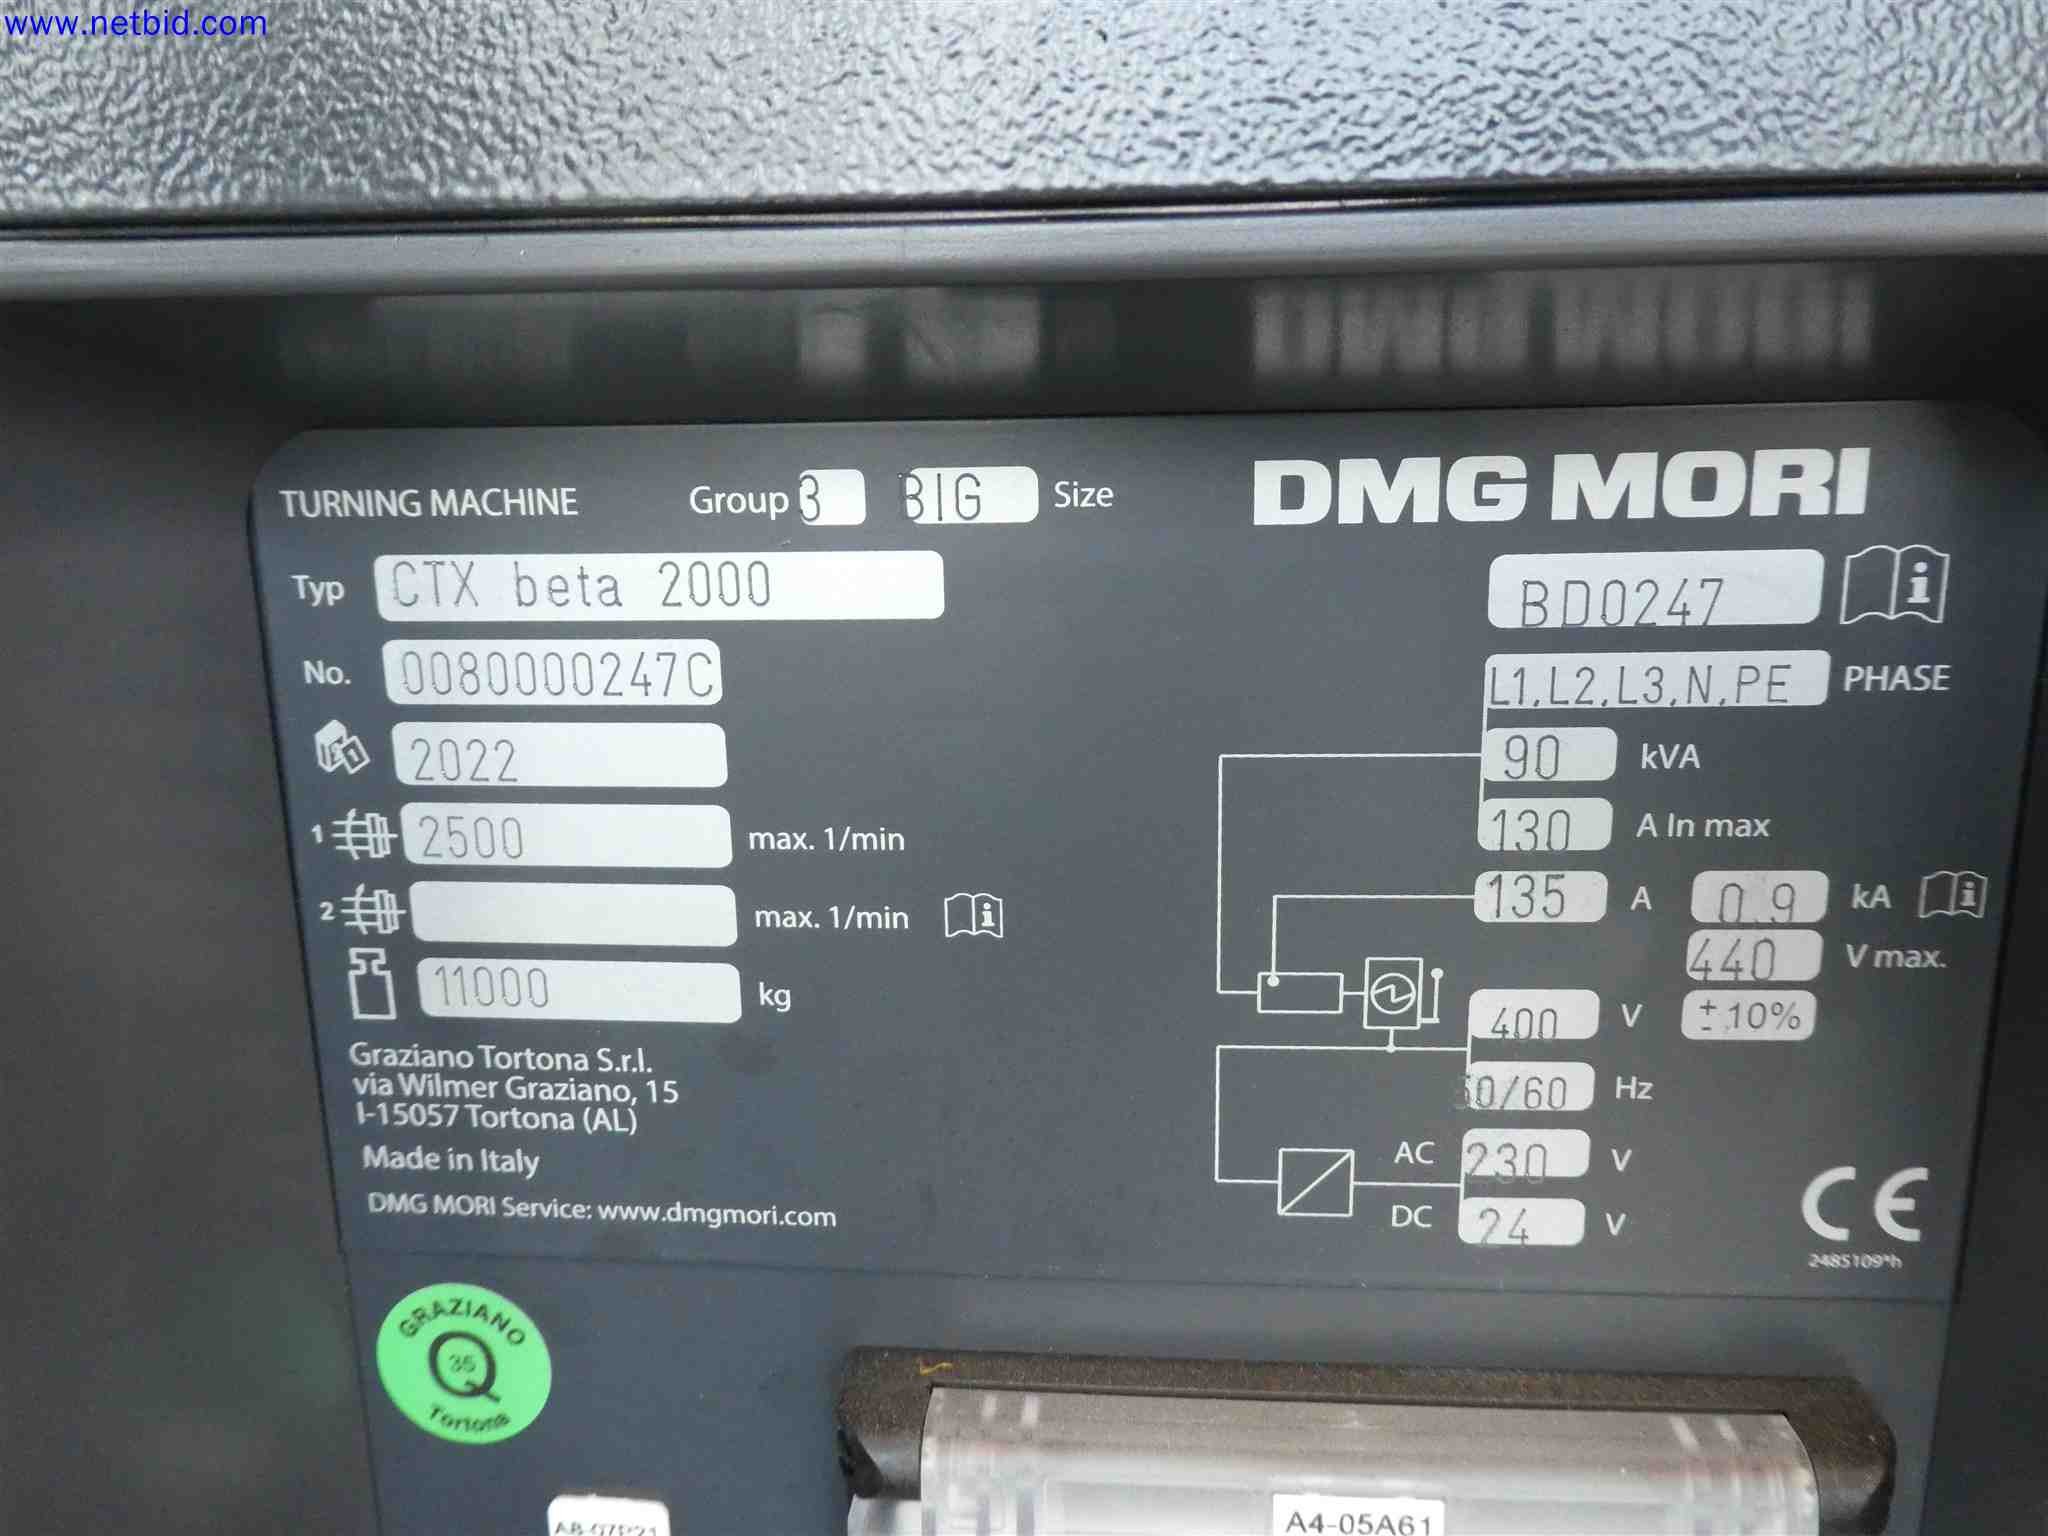 www.netbid.com
TURNING MACHINE Group 3 BIG Size DMG MORI
Typ CTX beta 2000 BD0247
No. 0080000247C L1,L2,L3,N,PE PHASE
2022 90 kVA
1 2500 max. 1/min 130 A In max
2 max. 1/min 135 A 0.9 kA
440 V max.
11000 kg 400 V ±10%
Graziano Tortona S.r.l.
via Wilmer Graziano, 15
I-15057 Tortona (AL)
50/60 Hz
Made in Italy AC 230 V
DMG MORI Service: www.dmgmori.com DC 24 V
CE
2485109*h
GRAZIANO
Q 35
Tortona
A4-05A61